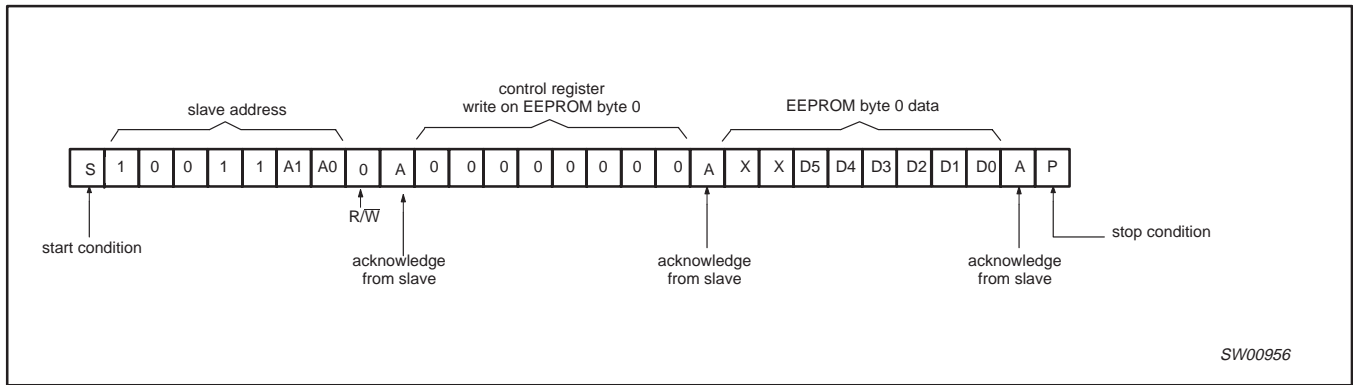 control register
write on EEPROM byte 0
slave address
EEPROM byte 0 data
S 1 0 0 1 1 A1 A0 0 A 0 0 0 0 0 0 0 0 A X X D5 D4 D3 D2 D1 D0 A P
R/W̅
start condition
stop condition
acknowledge
from slave
acknowledge
from slave
acknowledge
from slave
SW00956